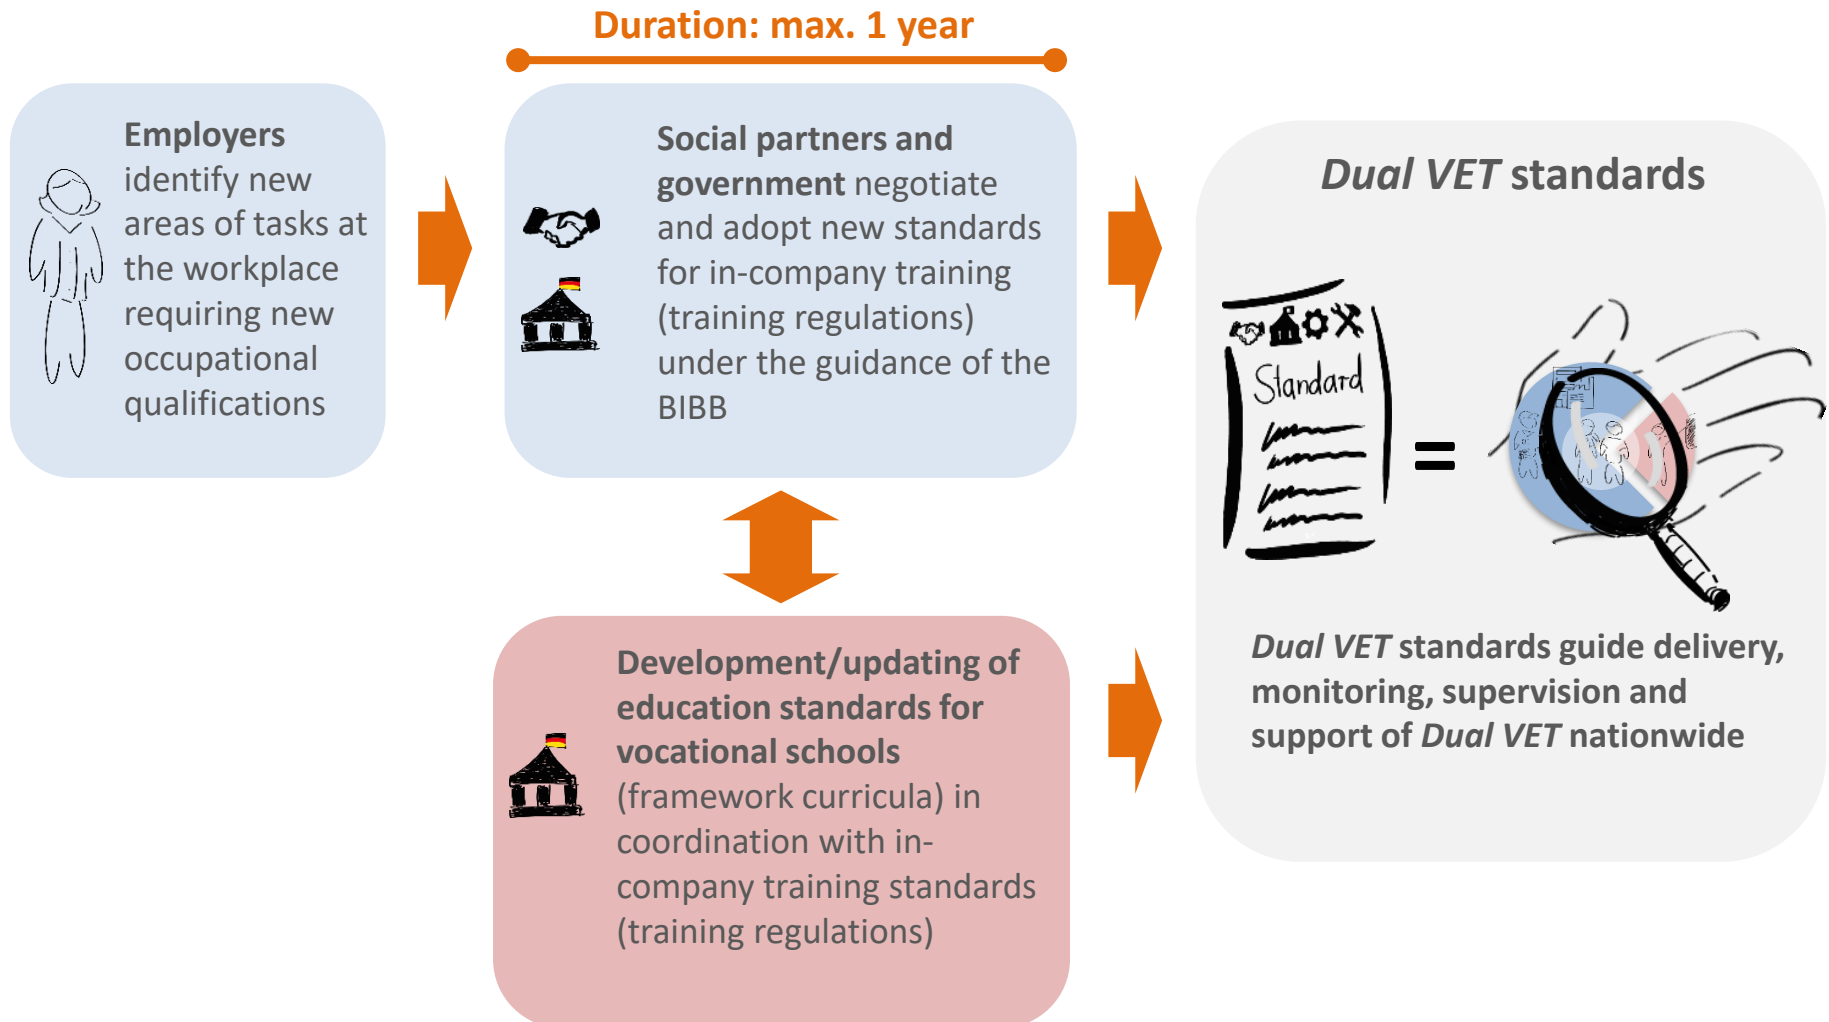 Duration: max. 1 year
Employers
identify new
areas of tasks at
the workplace
requiring new
occupational
qualifications
Social partners and
government negotiate
and adopt new standards
for in-company training
(training regulations)
under the guidance of the
BIBB
Development/updating of
education standards for
vocational schools
(framework curricula) in
coordination with in-
company training standards
(training regulations)
Dual VET standards
Standard
=
Dual VET standards guide delivery,
monitoring, supervision and
support of Dual VET nationwide